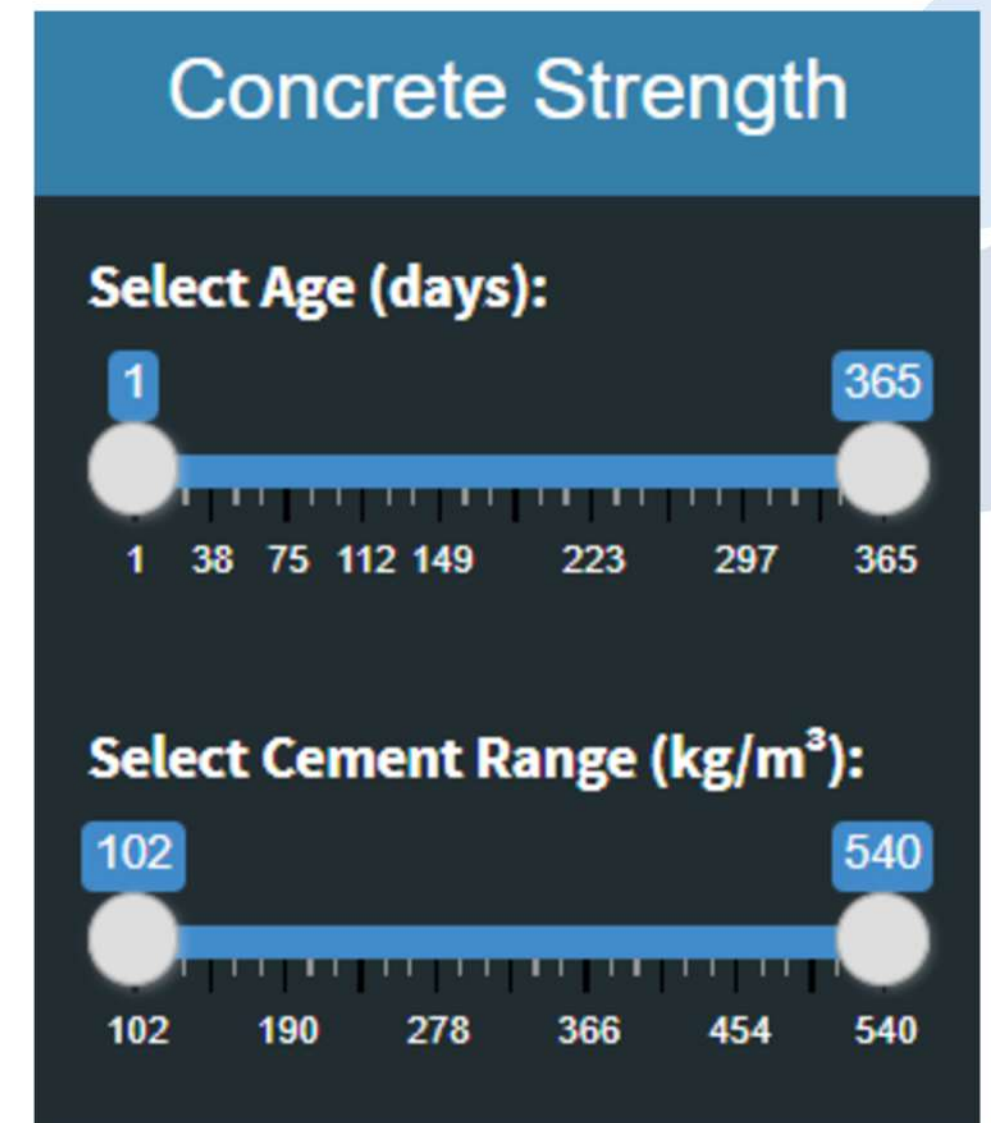 Concrete Strength
Select Age (days):
1 365
1 38 75 112 149 223 297 365
Select Cement Range (kg/m³):
102 540
102 190 278 366 454 540